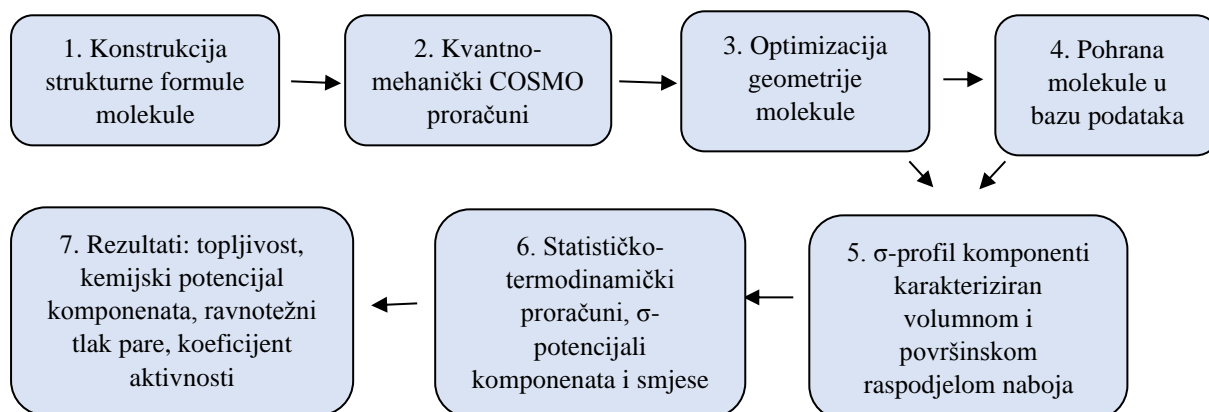 1. Konstrukcija
strukturne formule
molekule
2. Kvantno-
mehanički COSMO
proračuni
3. Optimizacija
geometrije
molekule
4. Pohrana
molekule u
bazu podataka
5. σ-profil komponenti
karakteriziran
volumnom i
površinskom
raspodjelom naboja
6. Statističko-
termodinamički
proračuni, σ-
potencijali
komponenata i smjese
7. Rezultati: topljivost,
kemijski potencijal
komponenata, ravnotežni
tlak pare, koeficijent
aktivnosti